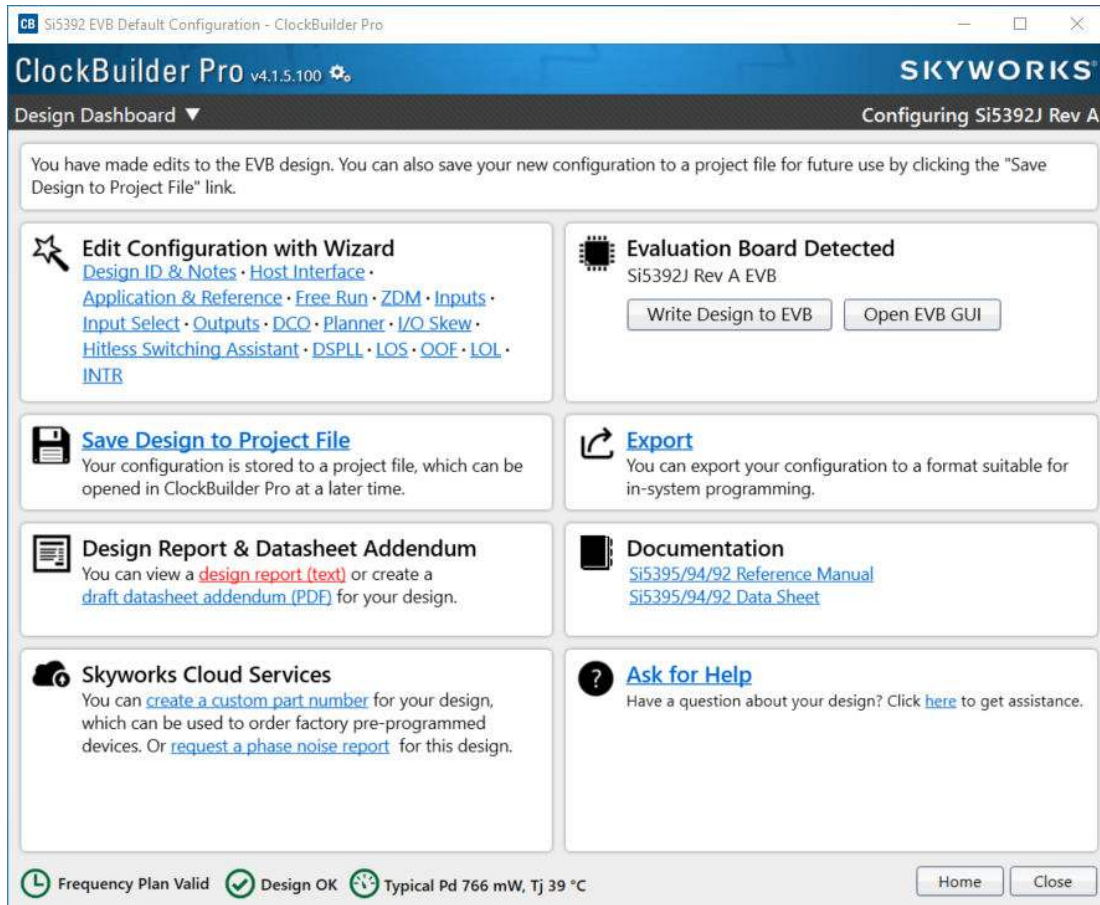 CB Si5392 EVB Default Configuration - ClockBuilder Pro
ClockBuilder Pro v4.1.5.100
SKYWORKS®
Design Dashboard ▼
Configuring Si5392J Rev A
You have made edits to the EVB design. You can also save your new configuration to a project file for future use by clicking the "Save
Design to Project File" link.
Edit Configuration with Wizard
Design ID & Notes · Host Interface ·
Application & Reference · Free Run · ZDM · Inputs ·
Input Select · Outputs · DCO · Planner · I/O Skew ·
Hitless Switching Assistant · DSPLL · LOS · OOF · LOL ·
INTR
Evaluation Board Detected
Si5392J Rev A EVB
Write Design to EVB
Open EVB GUI
Save Design to Project File
Your configuration is stored to a project file, which can be
opened in ClockBuilder Pro at a later time.
Export
You can export your configuration to a format suitable for
in-system programming.
Design Report & Datasheet Addendum
You can view a design report (text) or create a
draft datasheet addendum (PDF) for your design.
Documentation
Si5395/94/92 Reference Manual
Si5395/94/92 Data Sheet
Skyworks Cloud Services
You can create a custom part number for your design,
which can be used to order factory pre-programmed
devices. Or request a phase noise report for this design.
?
Ask for Help
Have a question about your design? Click here to get assistance.
Frequency Plan Valid
Design OK
Typical Pd 766 mW, Tj 39 °C
Home
Close